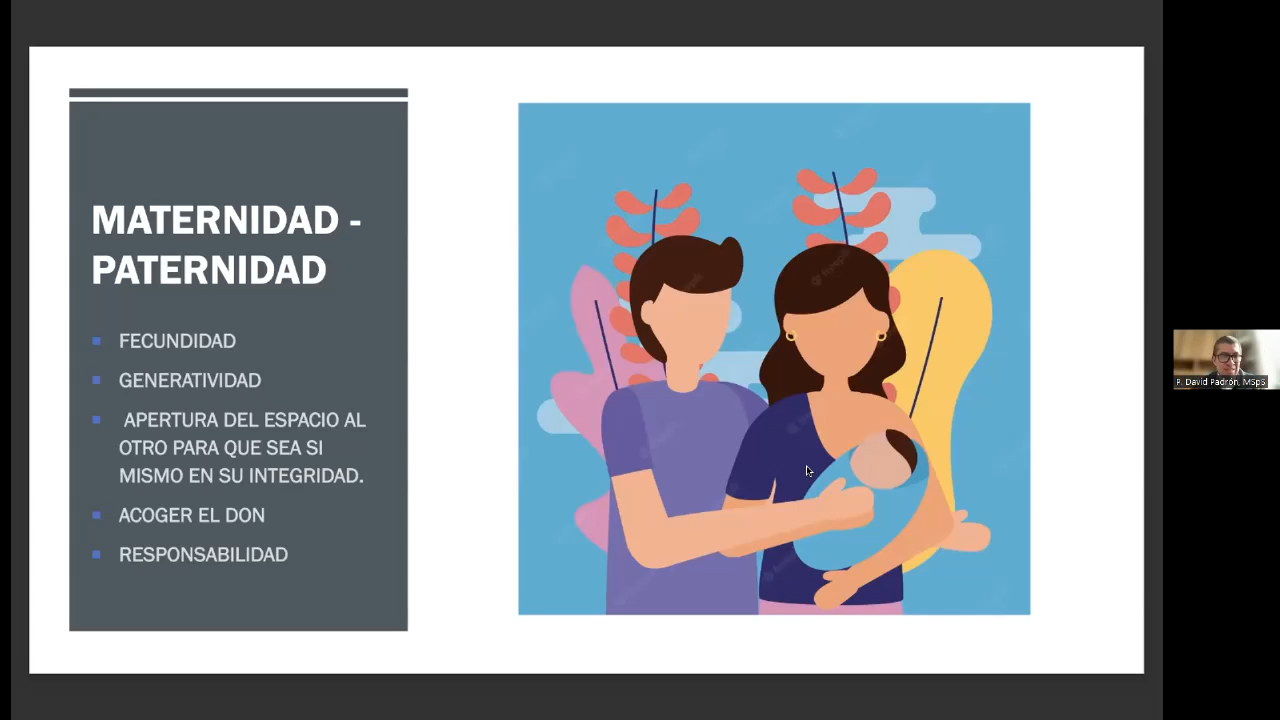 MATERNIDAD -
PATERNIDAD
FECUNDIDAD
GENERATIVIDAD
APERTURA DEL ESPACIO AL
OTRO PARA QUE SEA SI
MISMO EN SU INTEGRIDAD.
ACOGER EL DON
RESPONSABILIDAD
P. David Padrón, MSpS